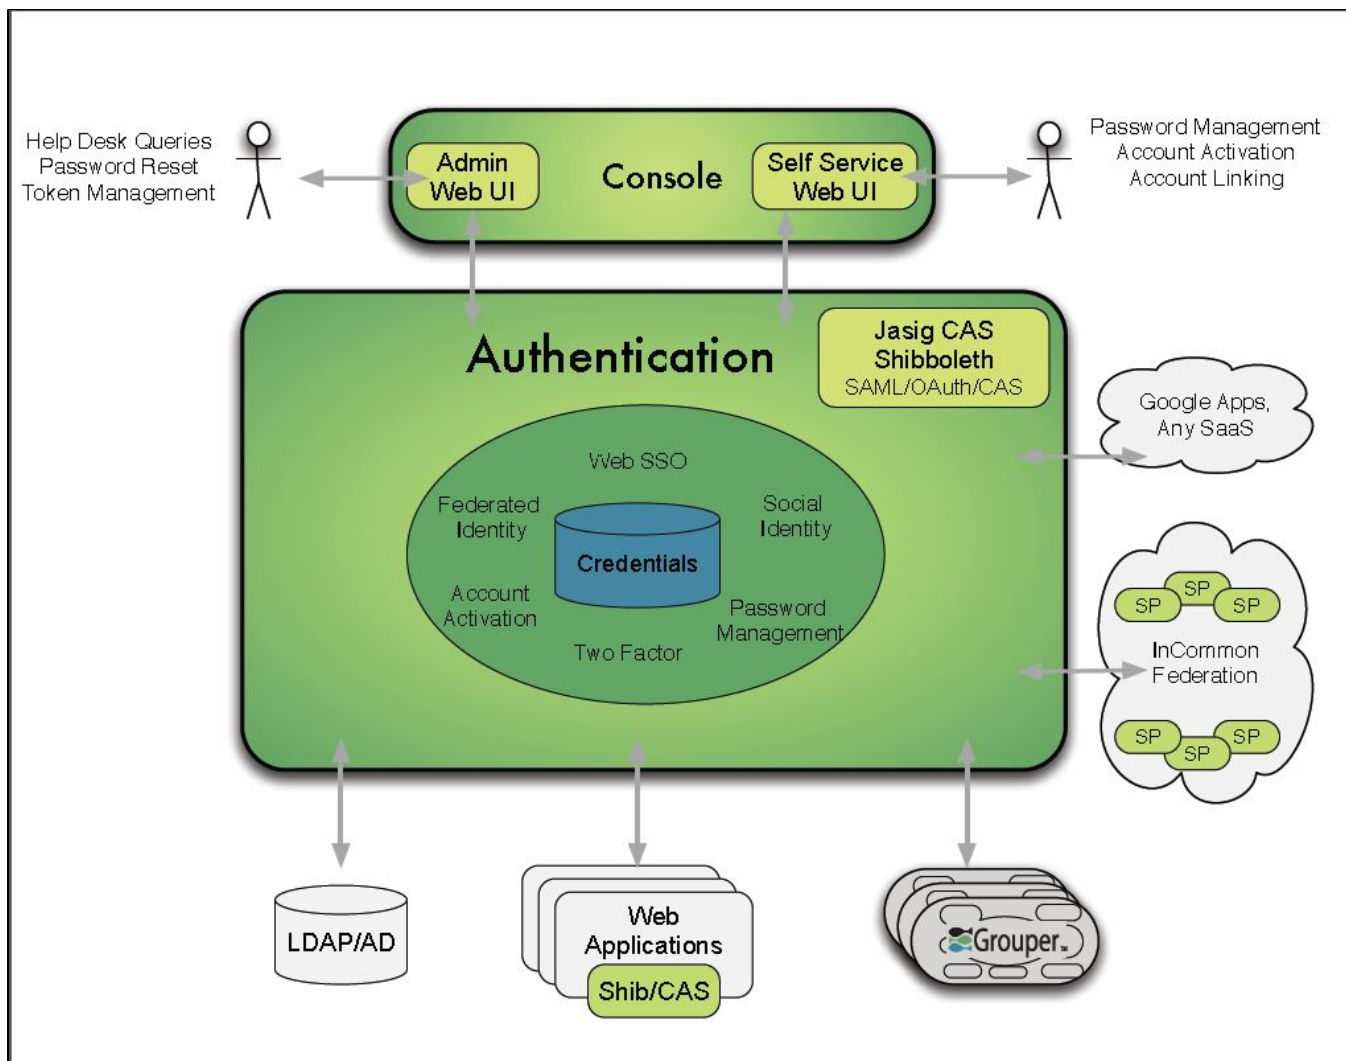 Help Desk Queries
Password Reset
Token Management
Admin
Web UI
Console
Self Service
Web UI
Password Management
Account Activation
Account Linking
Authentication
Jasig CAS
Shibboleth
SAML/OAuth/CAS
Google Apps,
Any SaaS
Web SSO
Federated
Identity
Social
Identity
Credentials
Account
Activation
Password
Management
Two Factor
SP
SP
SP
InCommon
Federation
SP
SP
SP
LDAP/AD
Web
Applications
Shib/CAS
Grouper